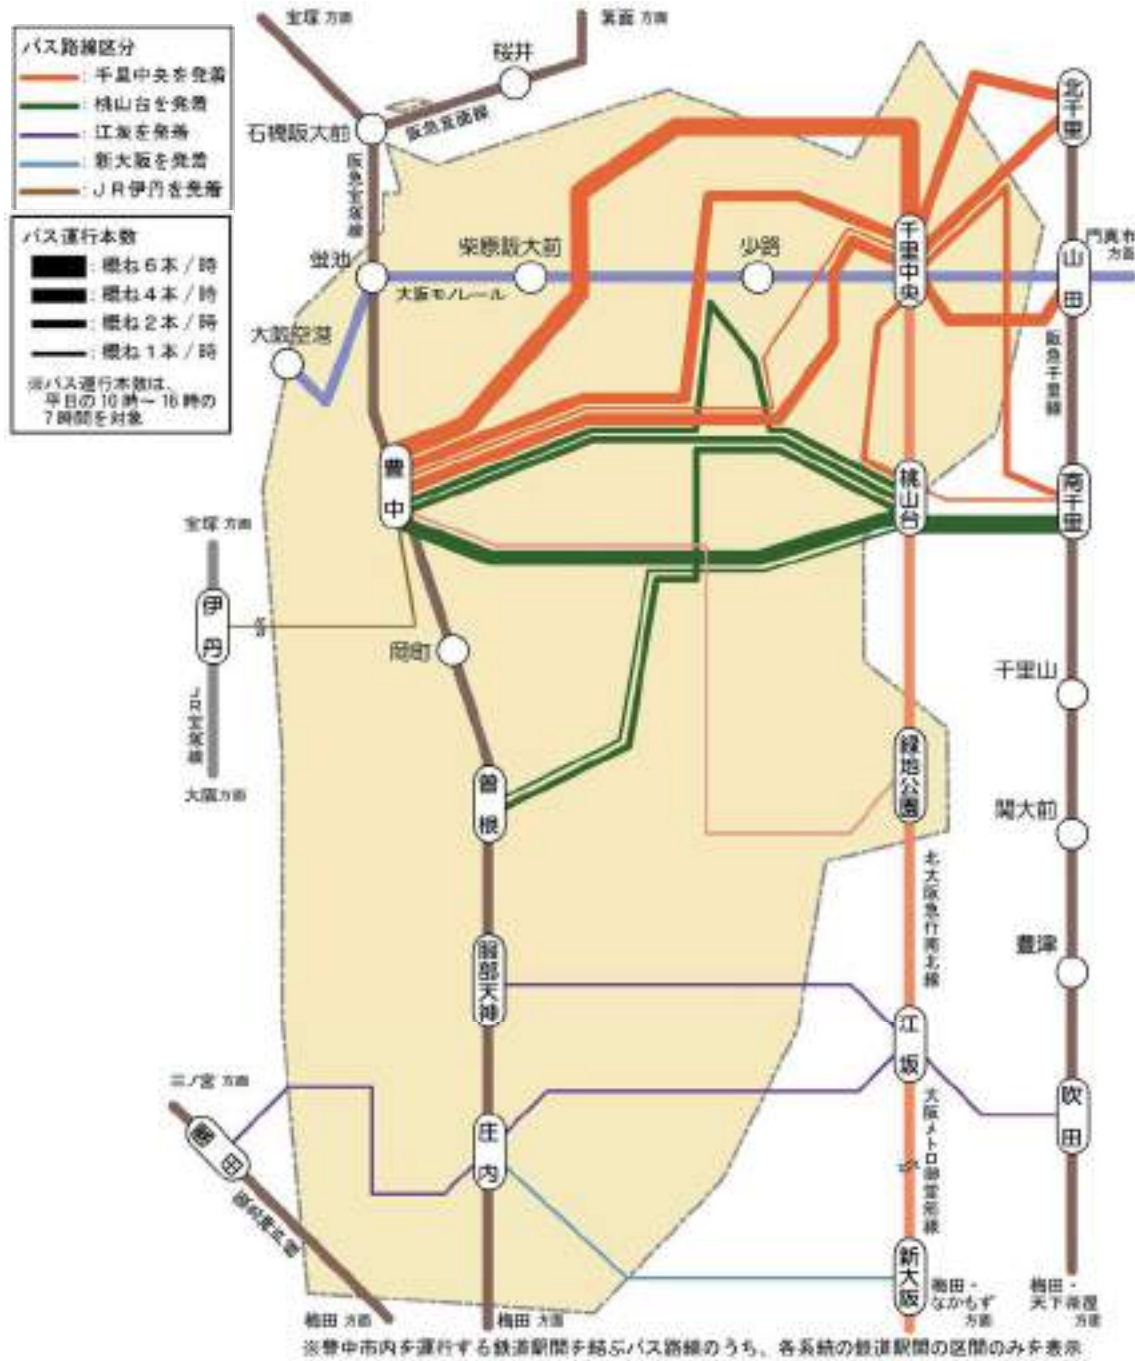 宝塚 方面
箕面 方面
バス路線区分
：千里中央を発着
：桃山台を発着
：江坂を発着
：新大阪を発着
：ＪＲ伊丹を発着
桜井
石橋阪大前
阪急箕面線
阪急宝塚線
北千里
バス運行本数
：概ね６本／時
：概ね４本／時
：概ね２本／時
：概ね１本／時
※バス運行本数は、
平日の10時～16時の
7時間を対象
蛍池
柴原阪大前
少路
千里中央
山田
門真市
方面
大阪モノレール
大阪空港
阪急千里線
豊中
桃山台
南千里
宝塚 方面
伊丹
ＪＲ宝塚線
大阪方面
岡町
千里山
曽根
緑地公園
関大前
北大阪急行南北線
服部天神
豊津
江坂
三ノ宮 方面
園田
庄内
大阪メトロ御堂筋線
吹田
新大阪
梅田 方面
梅田 方面
梅田・
なかもず
方面
梅田・
天下茶屋
方面
※豊中市内を運行する鉄道駅間を結ぶバス路線のうち、各系統の鉄道駅間の区間のみを表示